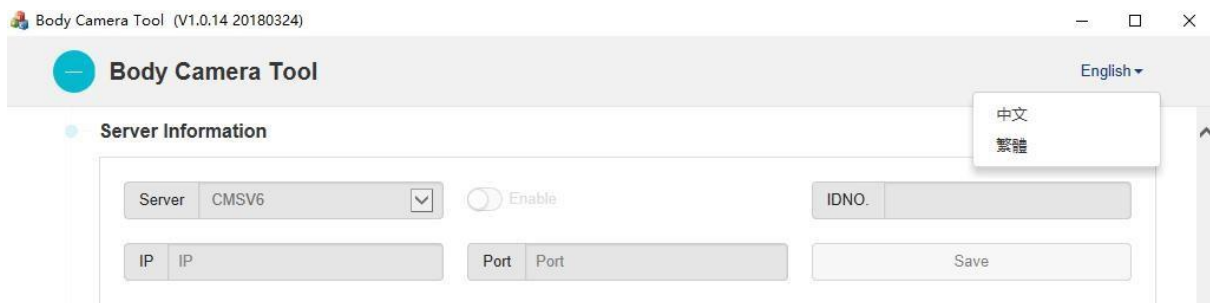 Body Camera Tool (V1.0.14 20180324)
Body Camera Tool English
中文
Server Information
繁體
Server CMSV6 Enable IDNO.
IP IP Port Port Save